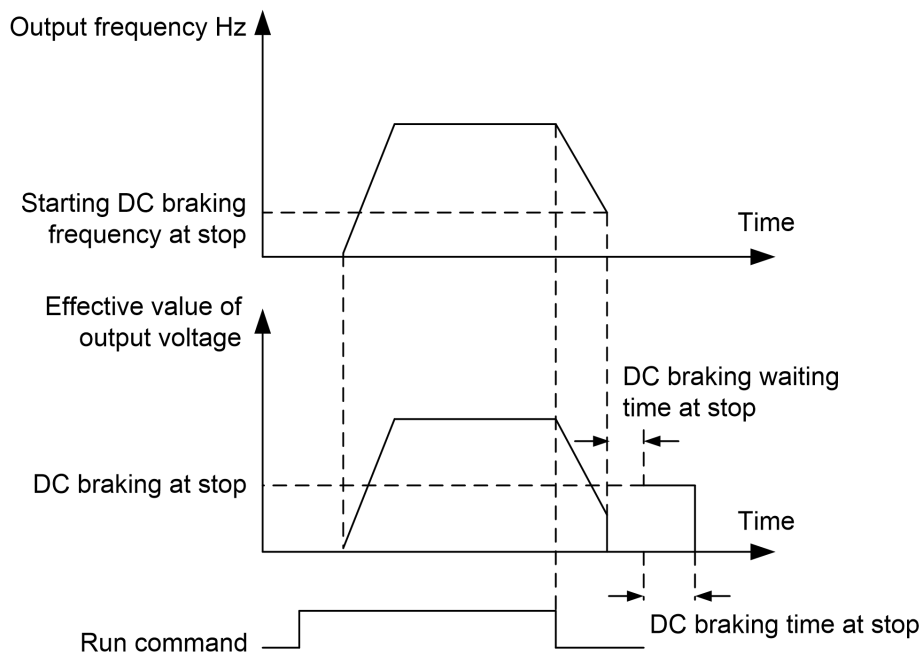 Output frequency Hz
Starting DC braking
frequency at stop
Time
Effective value of
output voltage
DC braking waiting
time at stop
DC braking at stop
Time
DC braking time at stop
Run command